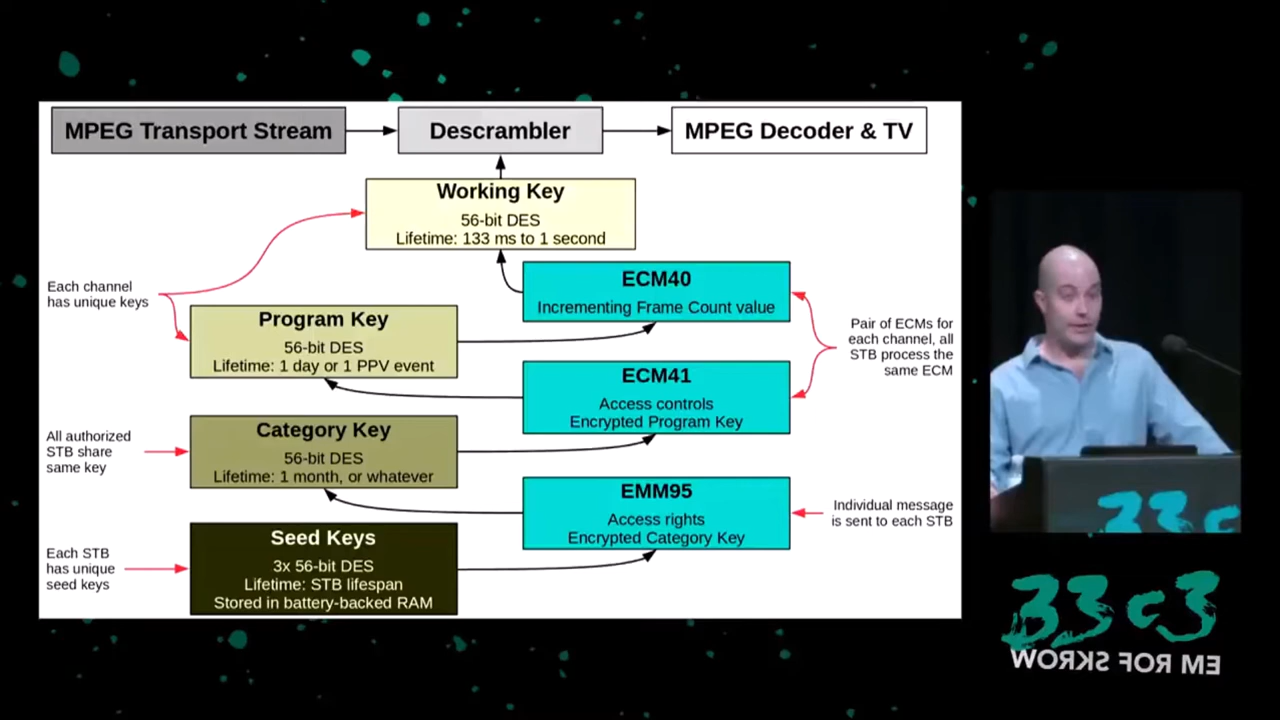 MPEG Transport Stream
Descrambler
MPEG Decoder & TV
Working Key
56-bit DES
Lifetime: 133 ms to 1 second
Each channel
has unique keys
ECM40
Incrementing Frame Count value
Program Key
56-bit DES
Lifetime: 1 day or 1 PPV event
Pair of ECMs for
each channel, all
STB process the
same ECM
ECM41
Access controls
Encrypted Program Key
All authorized
STB share
same key
Category Key
56-bit DES
Lifetime: 1 month, or whatever
EMM95
Access rights
Encrypted Category Key
Individual message
is sent to each STB
Each STB
has unique
seed keys
Seed Keys
3x 56-bit DES
Lifetime: STB lifespan
Stored in battery-backed RAM
33c
33c3
WORKS FOR ME